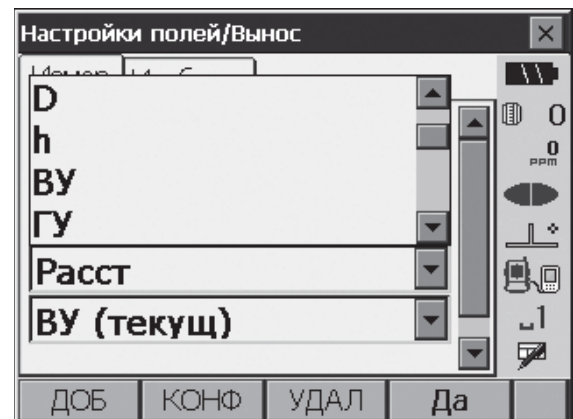 Настройки полей/Вынос
0
D
h
0
PPM
ВУ
ГУ
Расст
ВУ (текущ)
1
ДОБ
КОНФ
УДАЛ
Да